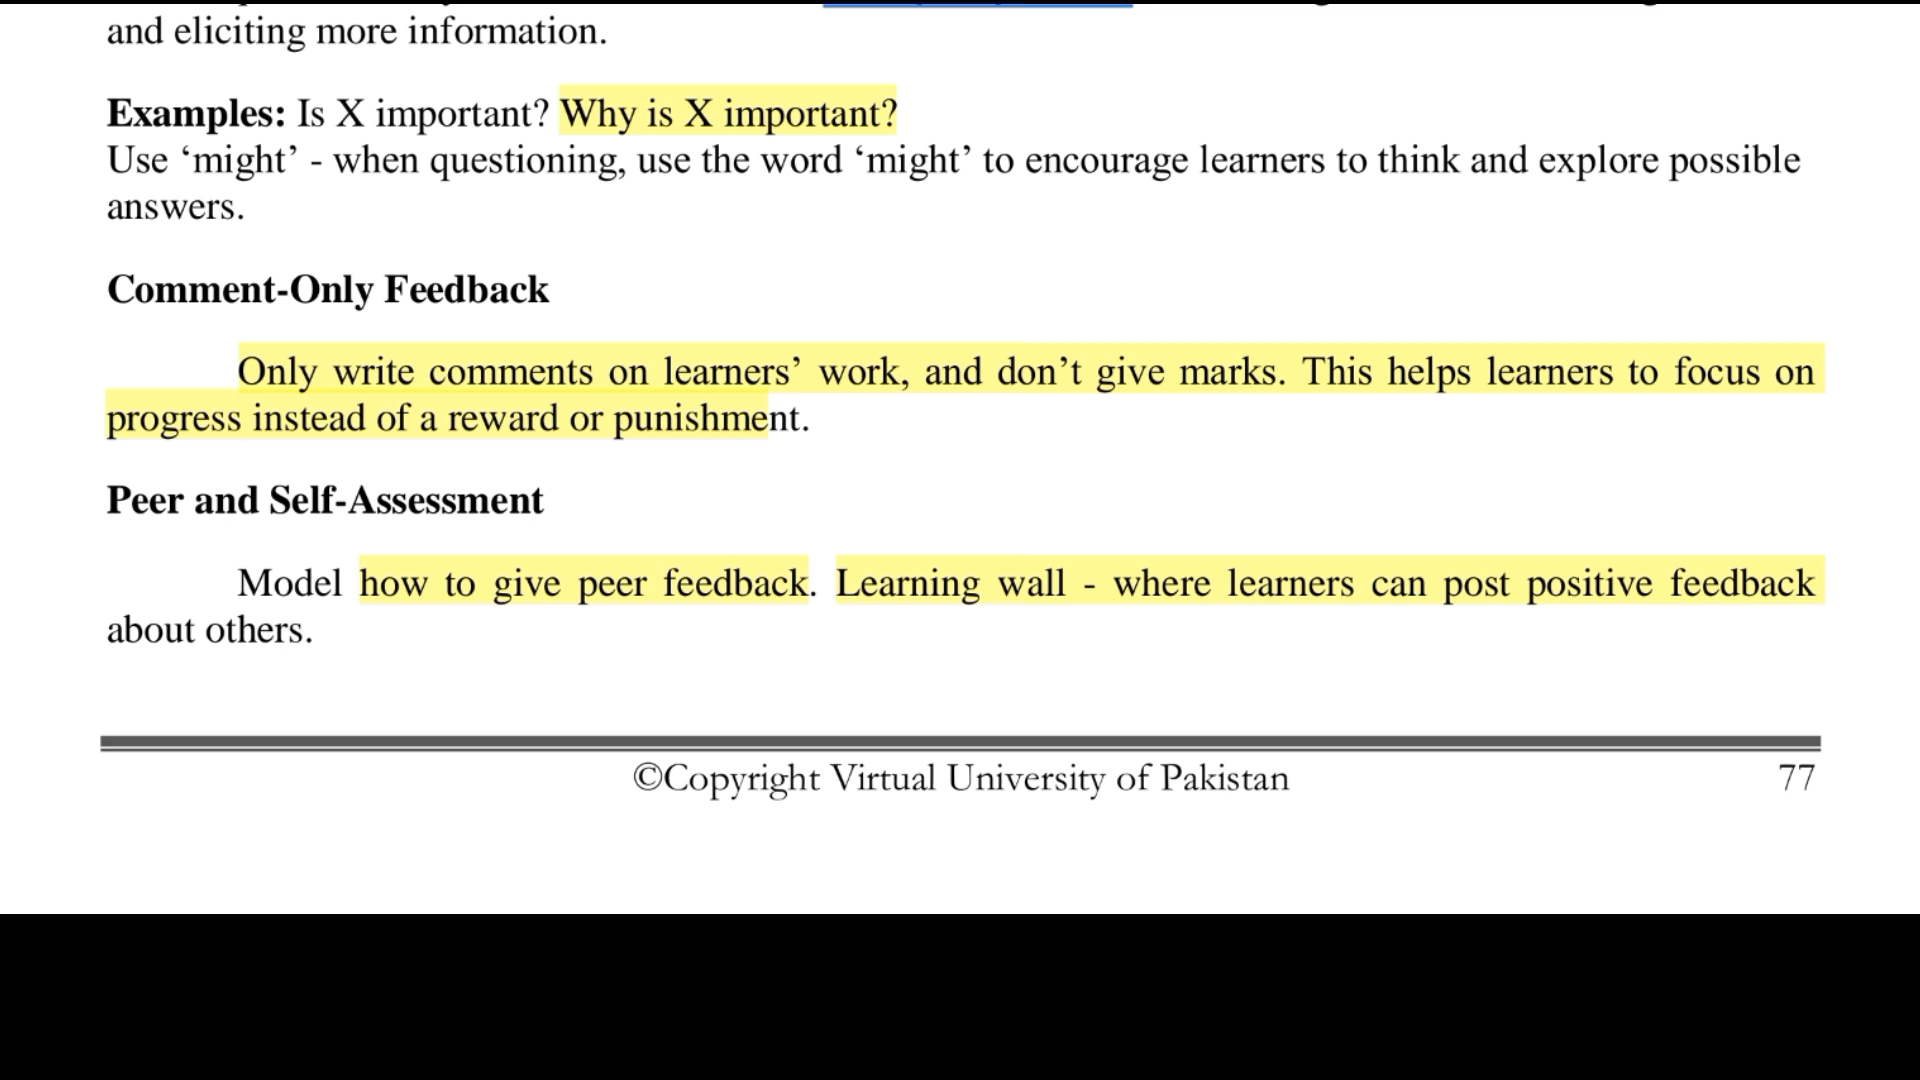 and eliciting more information.
Examples: Is X important? Why is X important?
Use ‘might’ - when questioning, use the word ‘might’ to encourage learners to think and explore possible
answers.
Comment-Only Feedback
Only write comments on learners’ work, and don’t give marks. This helps learners to focus on
progress instead of a reward or punishment.
Peer and Self-Assessment
Model how to give peer feedback. Learning wall - where learners can post positive feedback
about others.
©Copyright Virtual University of Pakistan 77